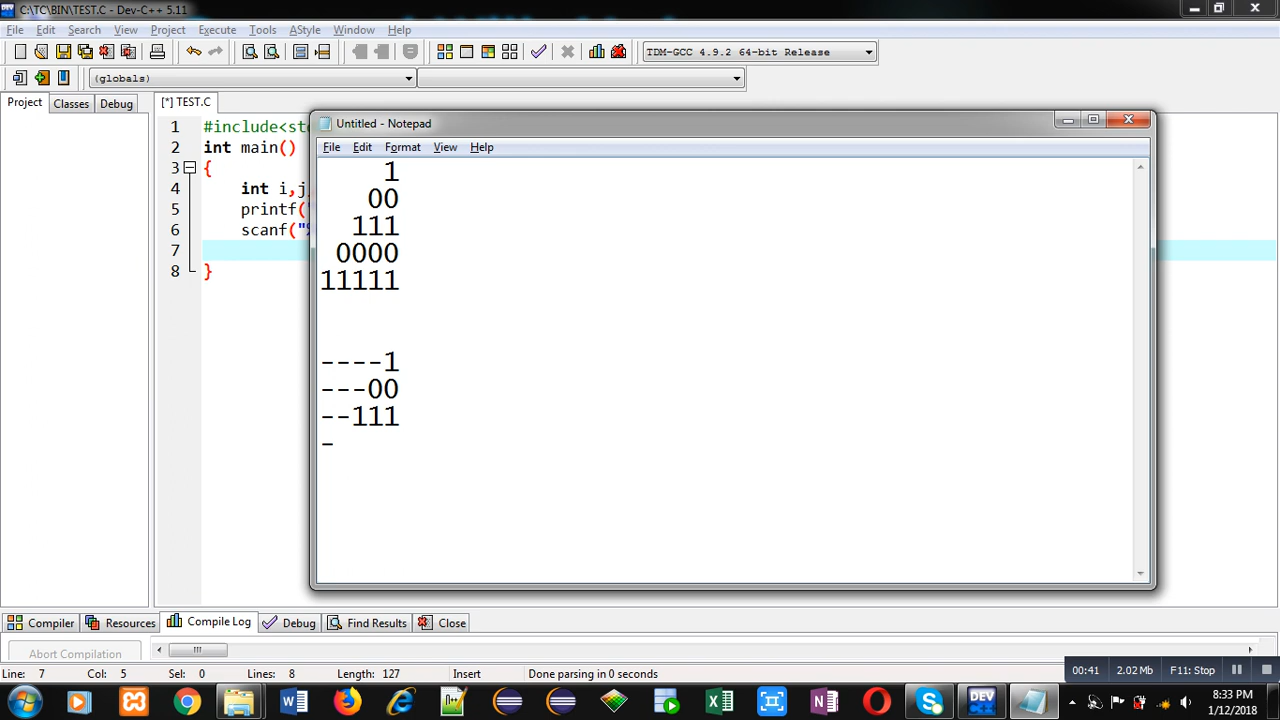 C:\TC\BIN\TEST.C - Dev-C++ 5.11
File Edit Search View Project Execute Tools AStyle Window Help
TDM-GCC 4.9.2 64-bit Release
(globals)
Project Classes Debug
[*] TEST.C
1 #include<st
2 int main()
3 {
4 int i,j
5 printf("
6 scanf("
7
8 }
Untitled - Notepad
File Edit Format View Help
1
00
111
0000
11111
----1
---00
--111
-
Compiler Resources Compile Log Debug Find Results Close
Abort Compilation
Line: 7 Col: 5 Sel: 0 Lines: 8 Length: 127 Insert Done parsing in 0 seconds
00:41 2.02 Mb F11: Stop
8:33 PM
1/12/2018